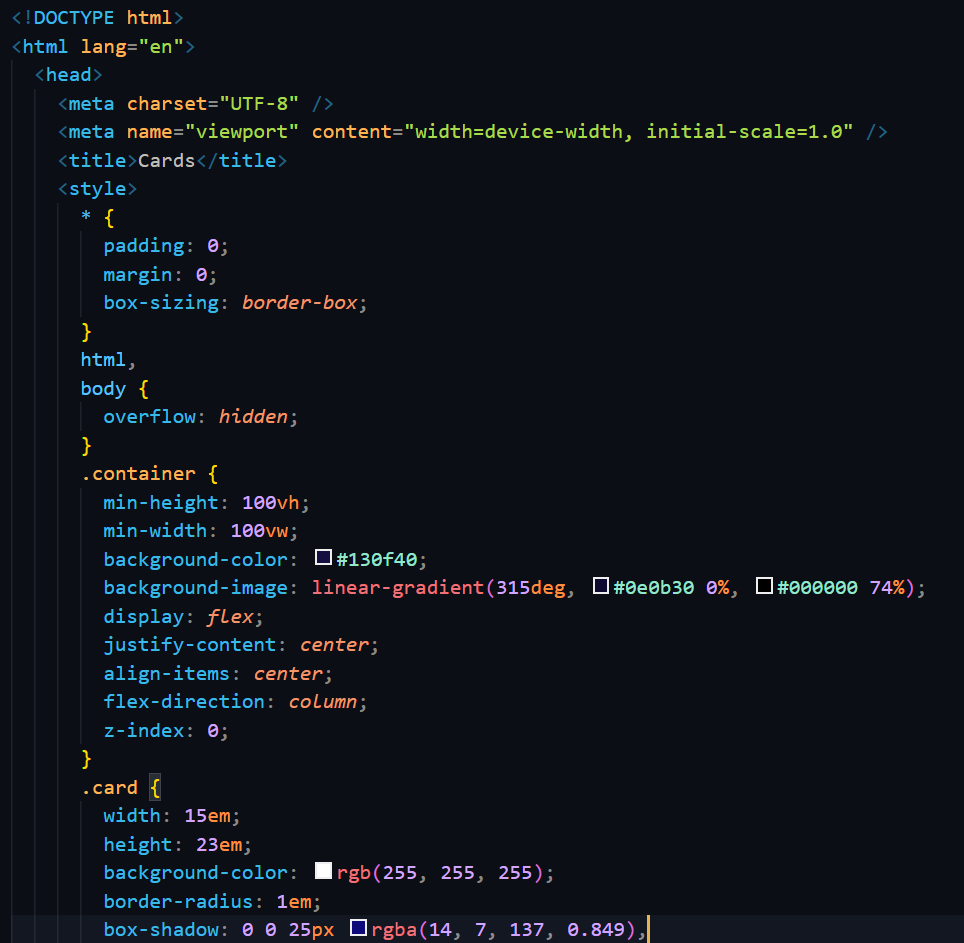 <!DOCTYPE html>
<html lang="en">
  <head>
    <meta charset="UTF-8" />
    <meta name="viewport" content="width=device-width, initial-scale=1.0" />
    <title>Cards</title>
    <style>
      * {
        padding: 0;
        margin: 0;
        box-sizing: border-box;
      }
      html,
      body {
        overflow: hidden;
      }
      .container {
        min-height: 100vh;
        min-width: 100vw;
        background-color: #130f40;
        background-image: linear-gradient(315deg, #0e0b30 0%, #000000 74%);
        display: flex;
        justify-content: center;
        align-items: center;
        flex-direction: column;
        z-index: 0;
      }
      .card {
        width: 15em;
        height: 23em;
        background-color: rgb(255, 255, 255);
        border-radius: 1em;
        box-shadow: 0 0 25px rgba(14, 7, 137, 0.849),